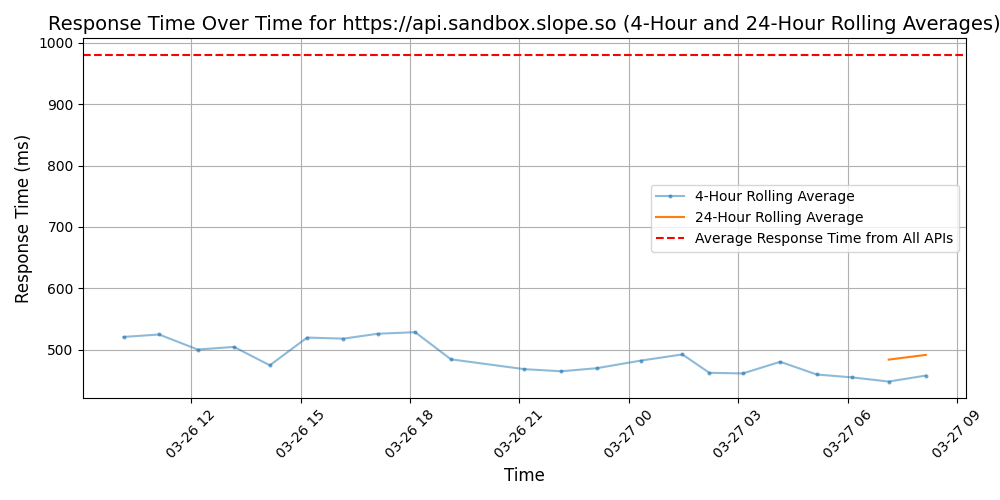 Response Time Over Time for https://api.sandbox.slope.so (4-Hour and 24-Hour Rolling Averages)
Response Time (ms)
1000
900
800
700
600
500
4-Hour Rolling Average
24-Hour Rolling Average
Average Response Time from All APIs
03-26 12
03-26 15
03-26 18
03-26 21
03-27 00
03-27 03
03-27 06
03-27 09
Time